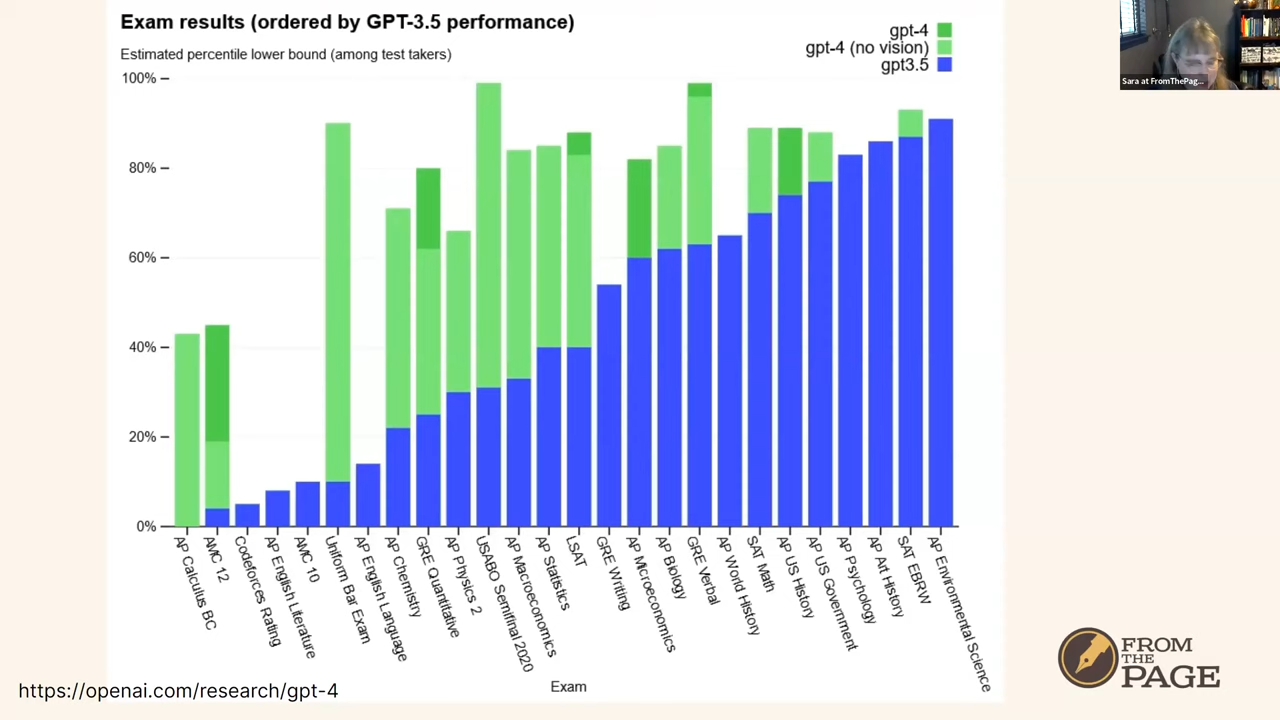 Exam results (ordered by GPT-3.5 performance)
Estimated percentile lower bound (among test takers)
gpt-4
gpt-4 (no vision)
gpt3.5
Sara at FromThePag...
100%
80%
60%
40%
20%
0%
AP Calculus BC
AMC 12
Codeforces Rating
AP English Literature
AMC 10
Uniform Bar Exam
AP English Language
AP Chemistry
GRE Quantitative
AP Physics 2
USABO Semifinal 2020
AP Macroeconomics
AP Statistics
LSAT
GRE Writing
AP Microeconomics
AP Biology
GRE Verbal
AP World History
SAT Math
AP US History
AP US Government
AP Psychology
AP Art History
SAT EBRW
AP Environmental Science
Exam
https://openai.com/research/gpt-4
FROM
THE
PAGE